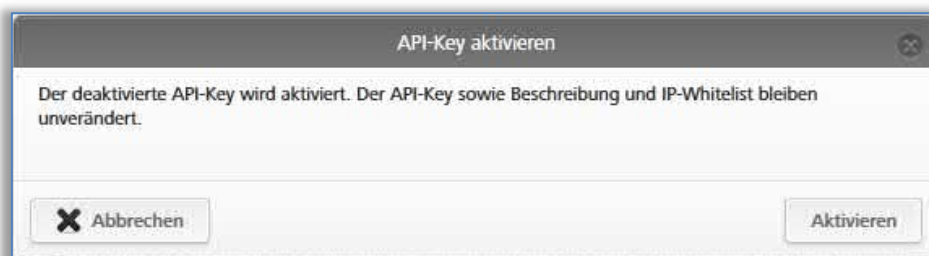 API-Key aktivieren
Der deaktivierte API-Key wird aktiviert. Der API-Key sowie Beschreibung und IP-Whitelist bleiben
unverändert.
Abbrechen
Aktivieren